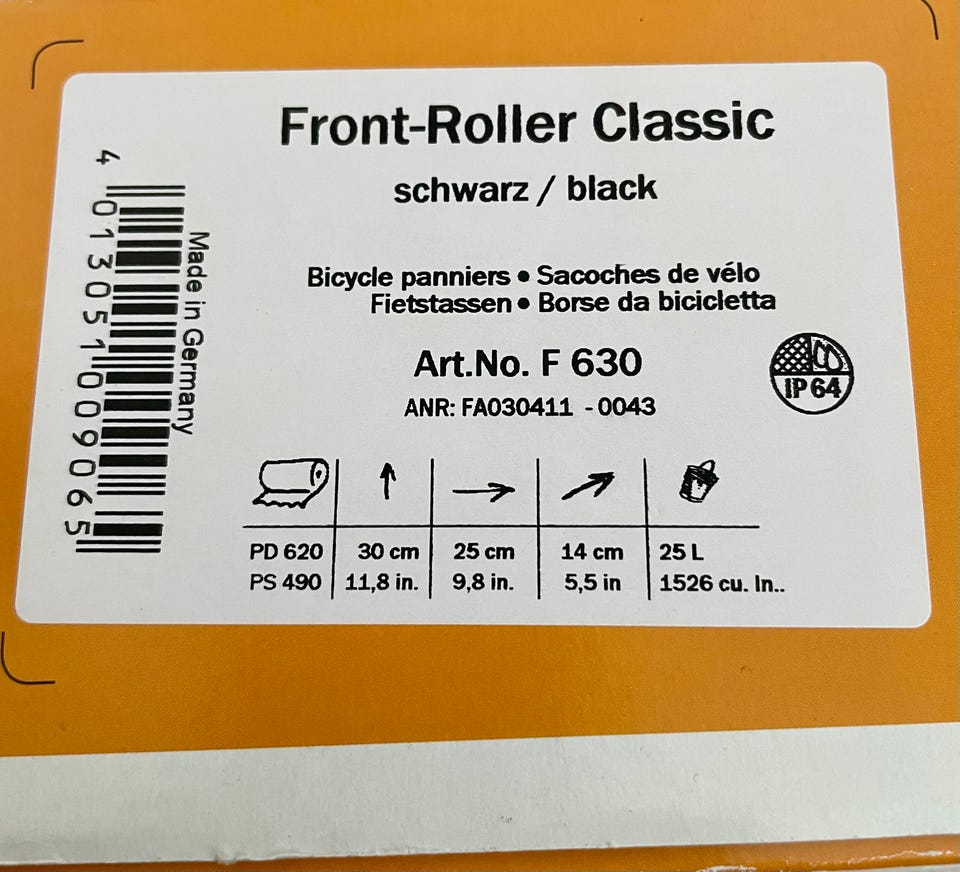 Front-Roller Classic
schwarz / black
Bicycle panniers • Sacoches de vélo
Fietstassen • Borse da bicicletta
Art.No. F 630
ANR: FA030411 - 0043
IP 64
PD 620 30 cm 25 cm 14 cm 25 L
PS 490 11,8 in. 9,8 in. 5,5 in 1526 cu. In..
Made in Germany
4 013051 009065